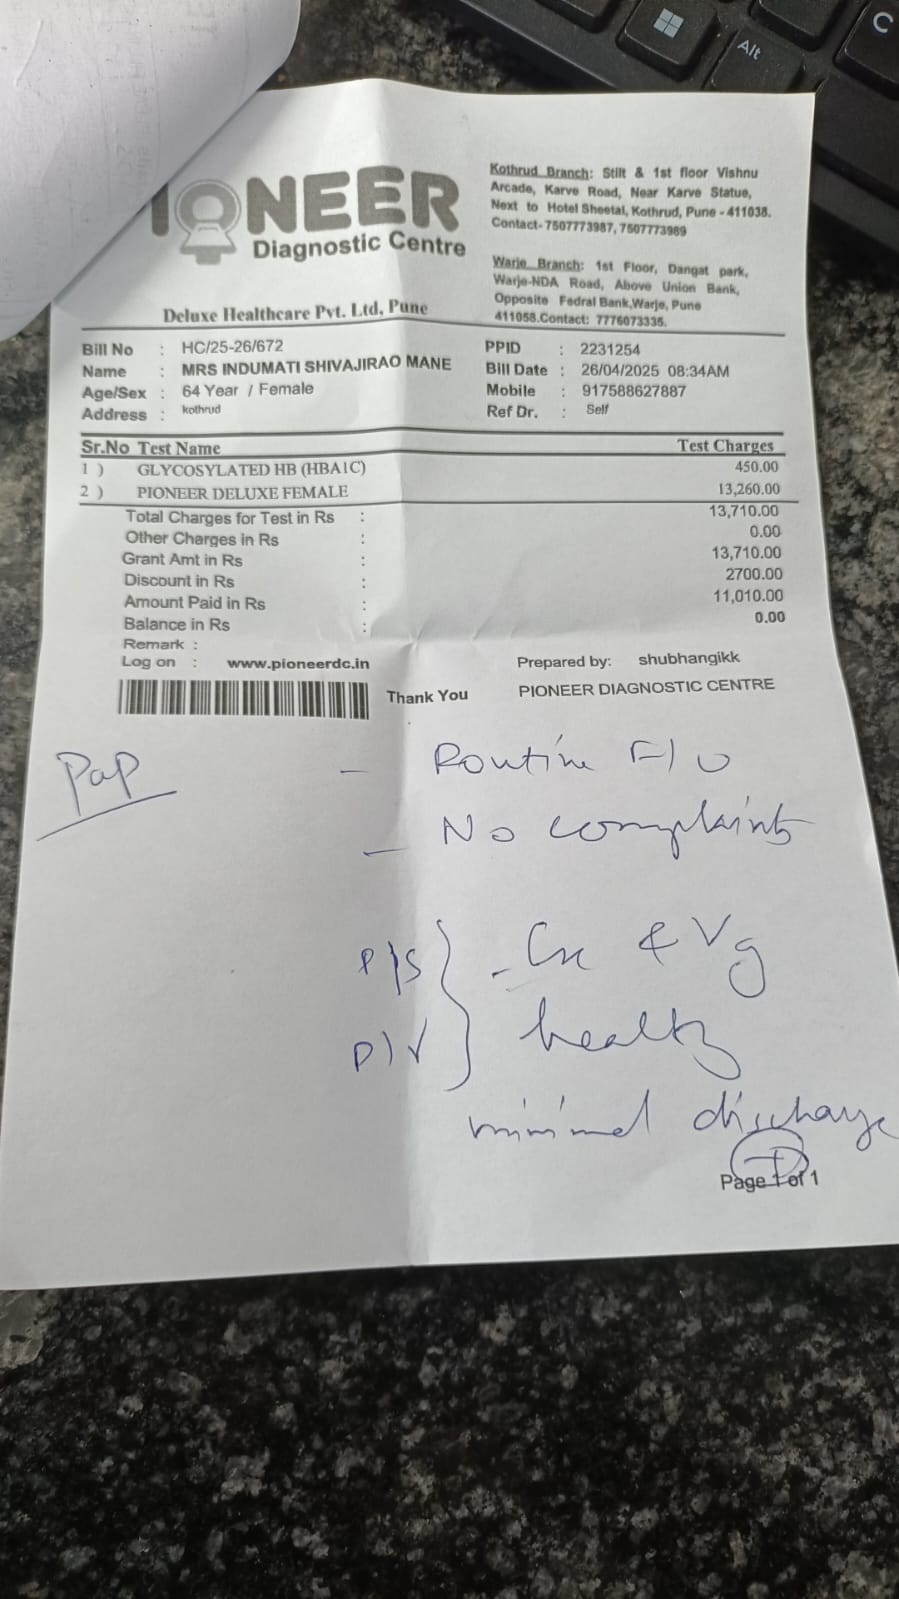 IONEER
Diagnostic Centre
Deluxe Healthcare Pvt. Ltd, Pune
Kothrud Branch: Stilt & 1st floor Vishnu
Arcade, Karve Road, Near Karve Statue,
Next to Hotel Sheetal, Kothrud, Pune - 411038.
Contact- 7507773987, 7507773989
Warje Branch: 1st Floor, Dangat park,
Warje-NDA Road, Above Union Bank,
Opposite Fedral Bank,Warje, Pune
411058.Contact: 7776073335.
Bill No : HC/25-26/672 PPID : 2231254
Name : MRS INDUMATI SHIVAJIRAO MANE Bill Date : 26/04/2025 08:34AM
Age/Sex : 64 Year / Female Mobile : 917588627887
Address : kothrud Ref Dr. : Self
Sr.No Test Name Test Charges
1 ) GLYCOSYLATED HB (HBA1C) 450.00
2 ) PIONEER DELUXE FEMALE 13,260.00
Total Charges for Test in Rs : 13,710.00
Other Charges in Rs : 0.00
Grant Amt in Rs : 13,710.00
Discount in Rs : 2700.00
Amount Paid in Rs : 11,010.00
Balance in Rs : 0.00
Remark :
Log on : www.pioneerdc.in Prepared by: shubhangikk
Thank You PIONEER DIAGNOSTIC CENTRE
Pap - Routine F/U
- No complaints
P/S } - Cx & Vg
P/V healthy
minimal discharge
Page 1 of 1
Alt
C